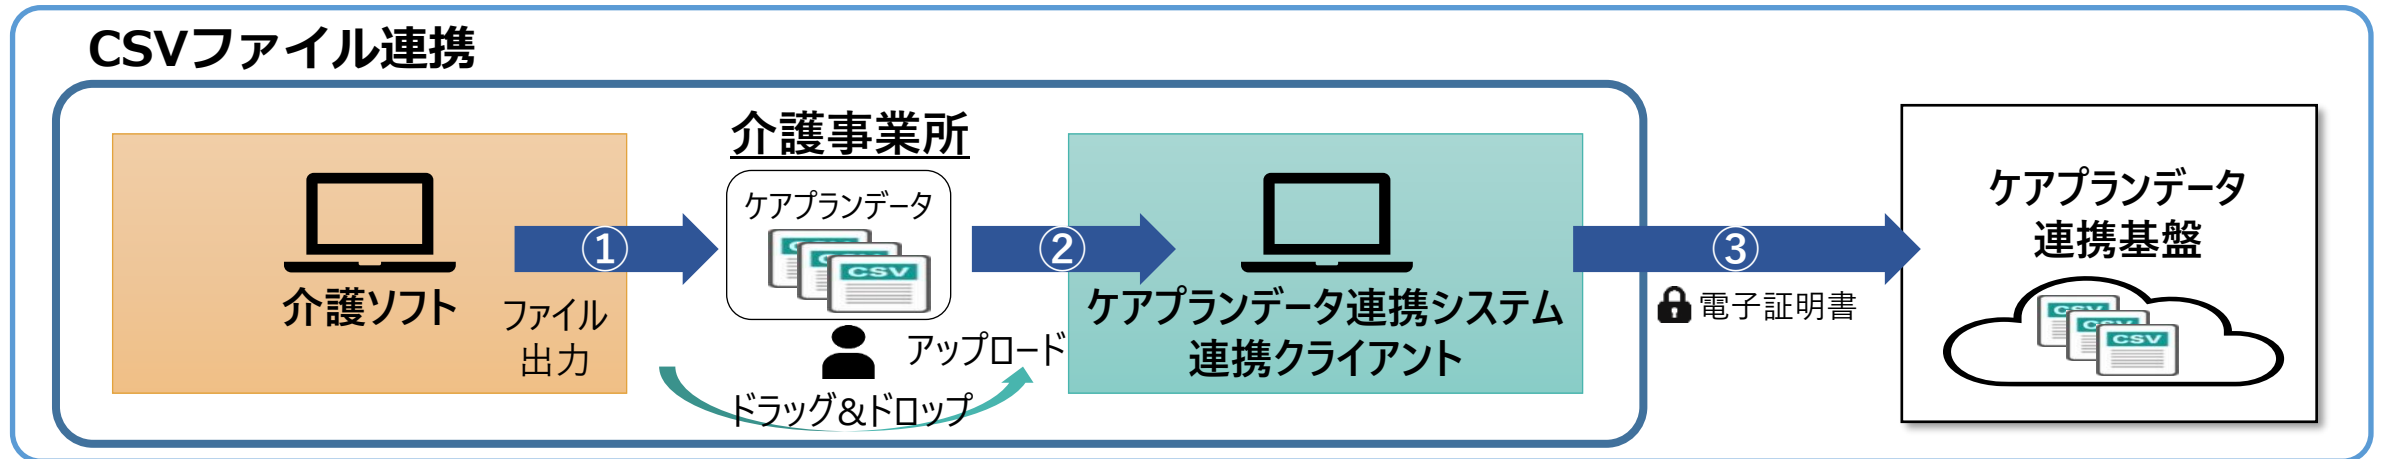 CSVファイル連携
介護ソフト
①
ファイル
出力
介護事業所
ケアプランデータ
CSV
CSV
CSV
アップロード
ドラッグ&ドロップ
②
ケアプランデータ連携システム
連携クライアント
③
電子証明書
ケアプランデータ
連携基盤
CSV
CSV
CSV